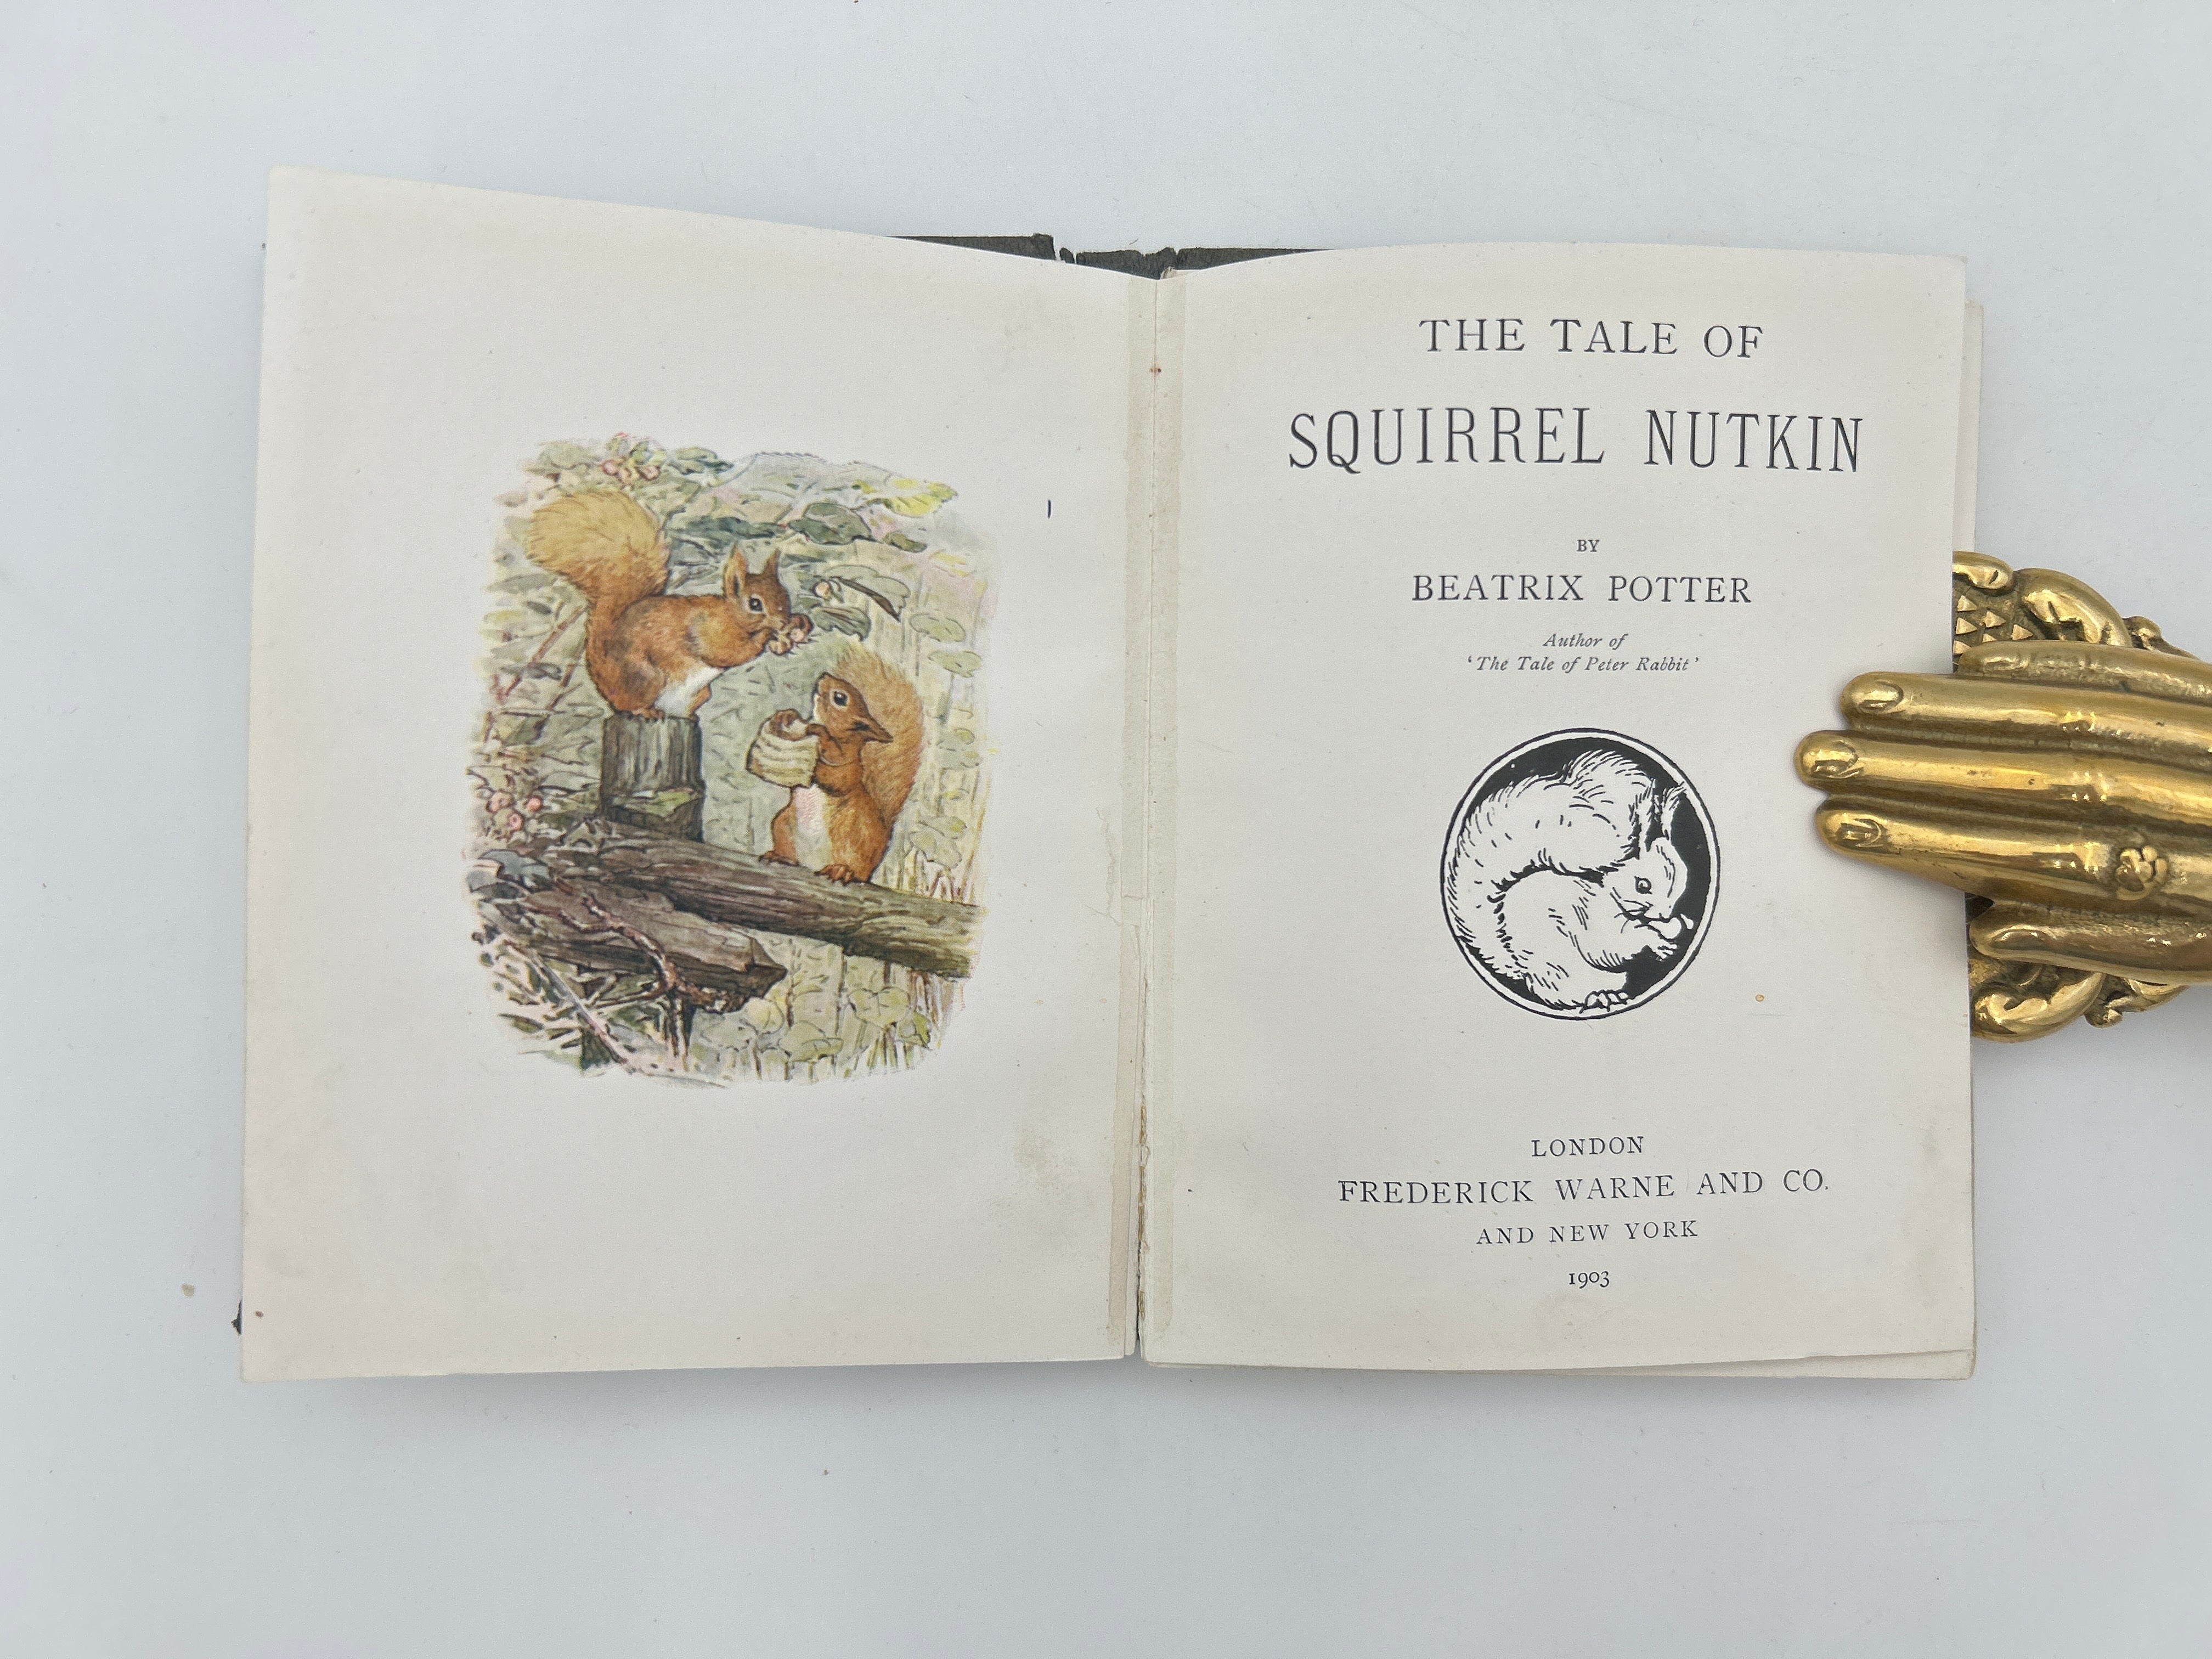 THE TALE OF
SQUIRREL NUTKIN
BY
BEATRIX POTTER
Author of
‘The Tale of Peter Rabbit’
LONDON
FREDERICK WARNE AND CO.
AND NEW YORK
1903